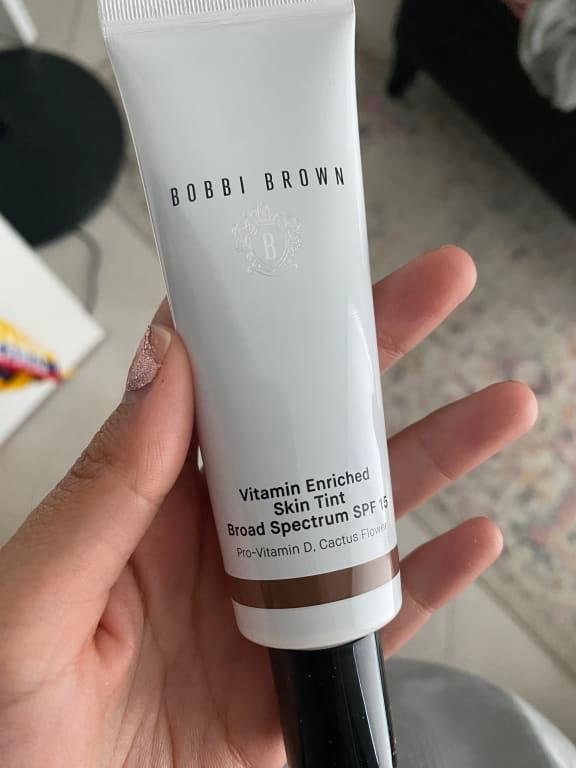 BOBBI BROWN
B
Vitamin Enriched
Skin Tint
Broad Spectrum SPF 15
Pro-Vitamin D, Cactus Flower